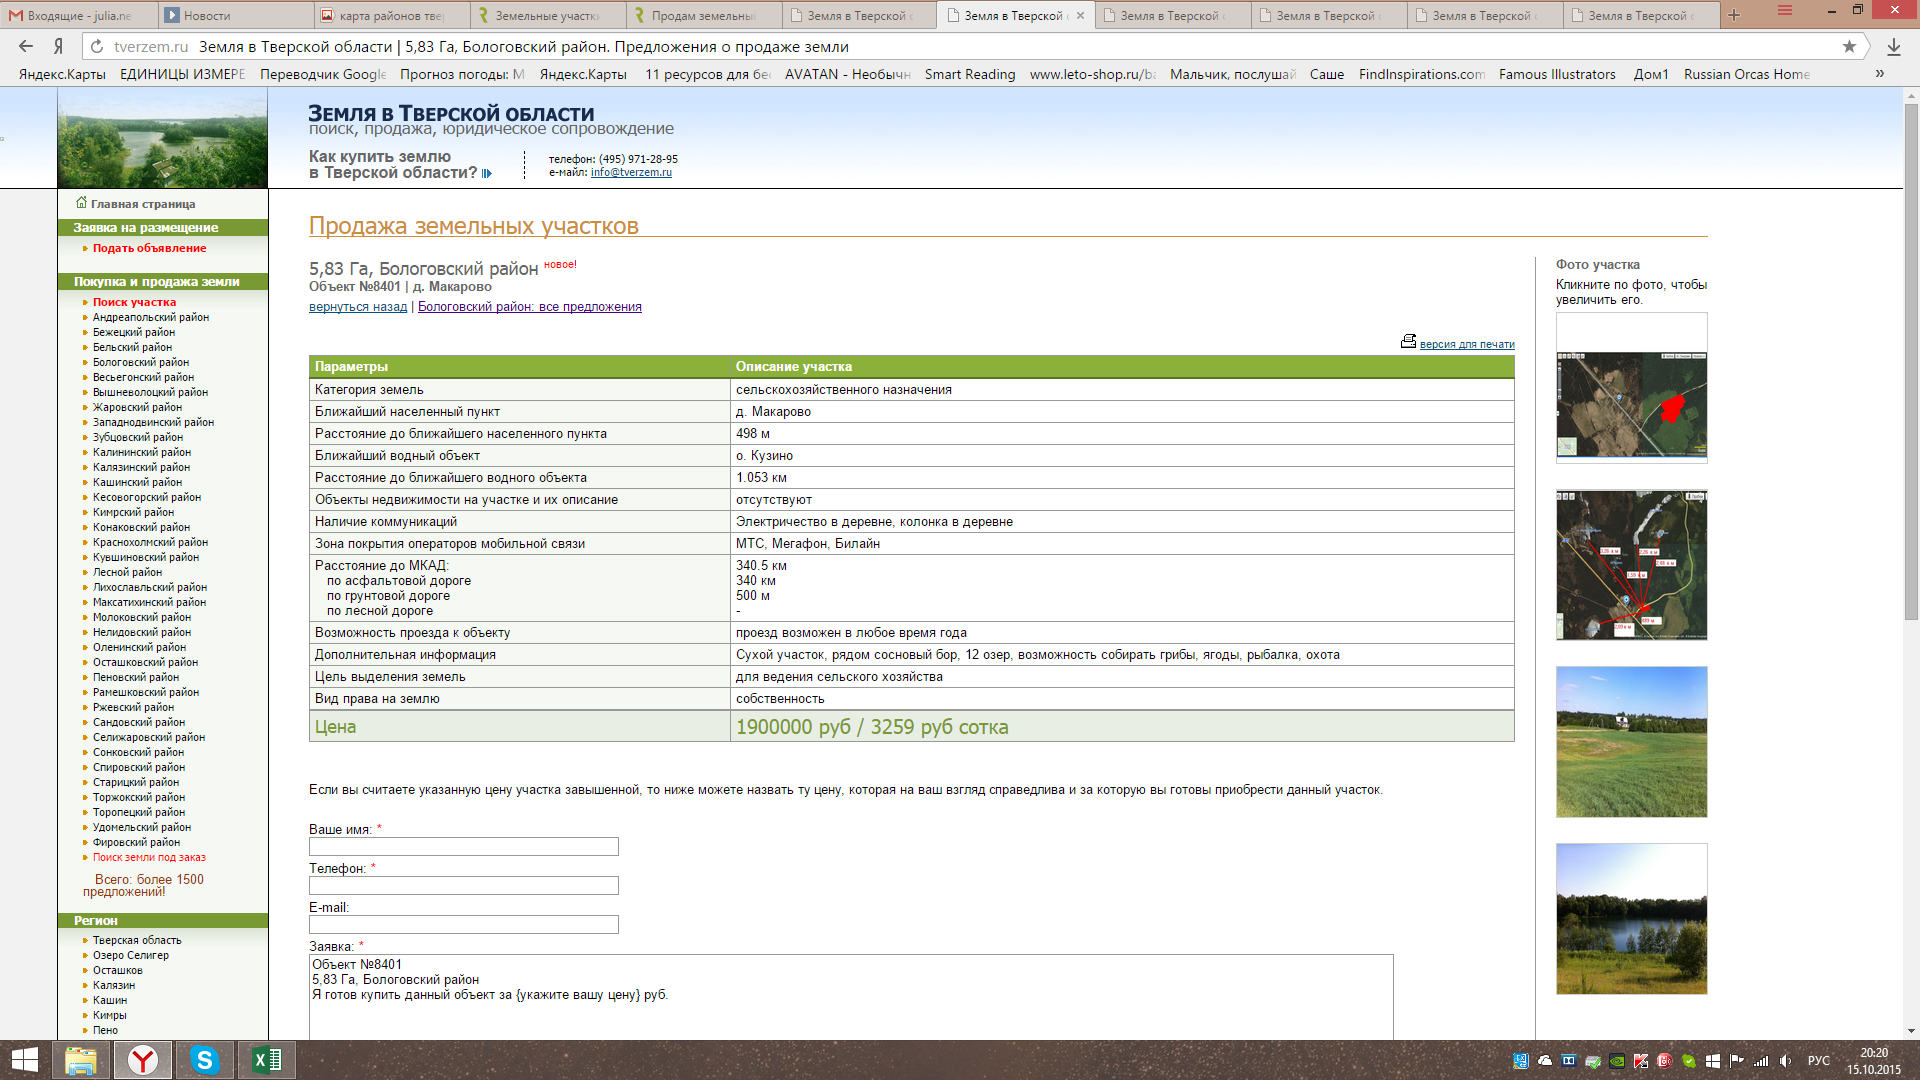 Входящие - julia.ne
Новости
карта районов твер
Земельные участки
Продам земельный
Земля в Тверской о
Земля в Тверской о
Земля в Тверской о
Земля в Тверской о
Земля в Тверской о
Земля в Тверской о
tverzem.ru Земля в Тверской области | 5,83 Га, Бологовский район. Предложения о продаже земли
Яндекс.Карты ЕДИНИЦЫ ИЗМЕРЕ Переводчик Google Прогноз погоды: М Яндекс.Карты 11 ресурсов для бес AVATAN - Необычн Smart Reading www.leto-shop.ru/ba Мальчик, послушай Саше FindInspirations.com Famous Illustrators Дом1 Russian Orcas Home »
Земля в Тверской области
поиск, продажа, юридическое сопровождение
Как купить землю
в Тверской области?
телефон: (495) 971-28-95
е-майл: info@tverzem.ru
Главная страница
Заявка на размещение
Подать объявление
Покупка и продажа земли
Поиск участка
Андреапольский район
Бежецкий район
Бельский район
Бологовский район
Весьегонский район
Вышневолоцкий район
Жарковский район
Западнодвинский район
Зубцовский район
Калининский район
Калязинский район
Кашинский район
Кесовогорский район
Кимрский район
Конаковский район
Краснохолмский район
Кувшиновский район
Лесной район
Лихославльский район
Максатихинский район
Молоковский район
Нелидовский район
Оленинский район
Осташковский район
Пеновский район
Рамешковский район
Ржевский район
Сандовский район
Селижаровский район
Сонковский район
Спировский район
Старицкий район
Торжокский район
Торопецкий район
Удомельский район
Фировский район
Поиск земли под заказ
Всего: более 1500
предложений!
Регион
Тверская область
Озеро Селигер
Осташков
Калязин
Кашин
Кимры
Пено
Продажа земельных участков
5,83 Га, Бологовский район новое!
Объект №8401 | д. Макарово
вернуться назад | Бологовский район: все предложения
версия для печати
Параметры Описание участка
Категория земель сельскохозяйственного назначения
Ближайший населенный пункт д. Макарово
Расстояние до ближайшего населенного пункта 498 м
Ближайший водный объект о. Кузино
Расстояние до ближайшего водного объекта 1.053 км
Объекты недвижимости на участке и их описание отсутствуют
Наличие коммуникаций Электричество в деревне, колонка в деревне
Зона покрытия операторов мобильной связи МТС, Мегафон, Билайн
Расстояние до МКАД: 340.5 км
по асфальтовой дороге 340 км
по грунтовой дороге 500 м
по лесной дороге -
Возможность проезда к объекту проезд возможен в любое время года
Дополнительная информация Сухой участок, рядом сосновый бор, 12 озер, возможность собирать грибы, ягоды, рыбалка, охота
Цель выделения земель для ведения сельского хозяйства
Вид права на землю собственность
Цена 1900000 руб / 3259 руб сотка
Если вы считаете указанную цену участка завышенной, то ниже можете назвать ту цену, которая на ваш взгляд справедлива и за которую вы готовы приобрести данный участок.
Ваше имя: *
Телефон: *
E-mail:
Заявка: *
Объект №8401
5,83 Га, Бологовский район
Я готов купить данный объект за {укажите вашу цену} руб.
Фото участка
Кликните по фото, чтобы
увеличить его.
РУС
20:20
15.10.2015